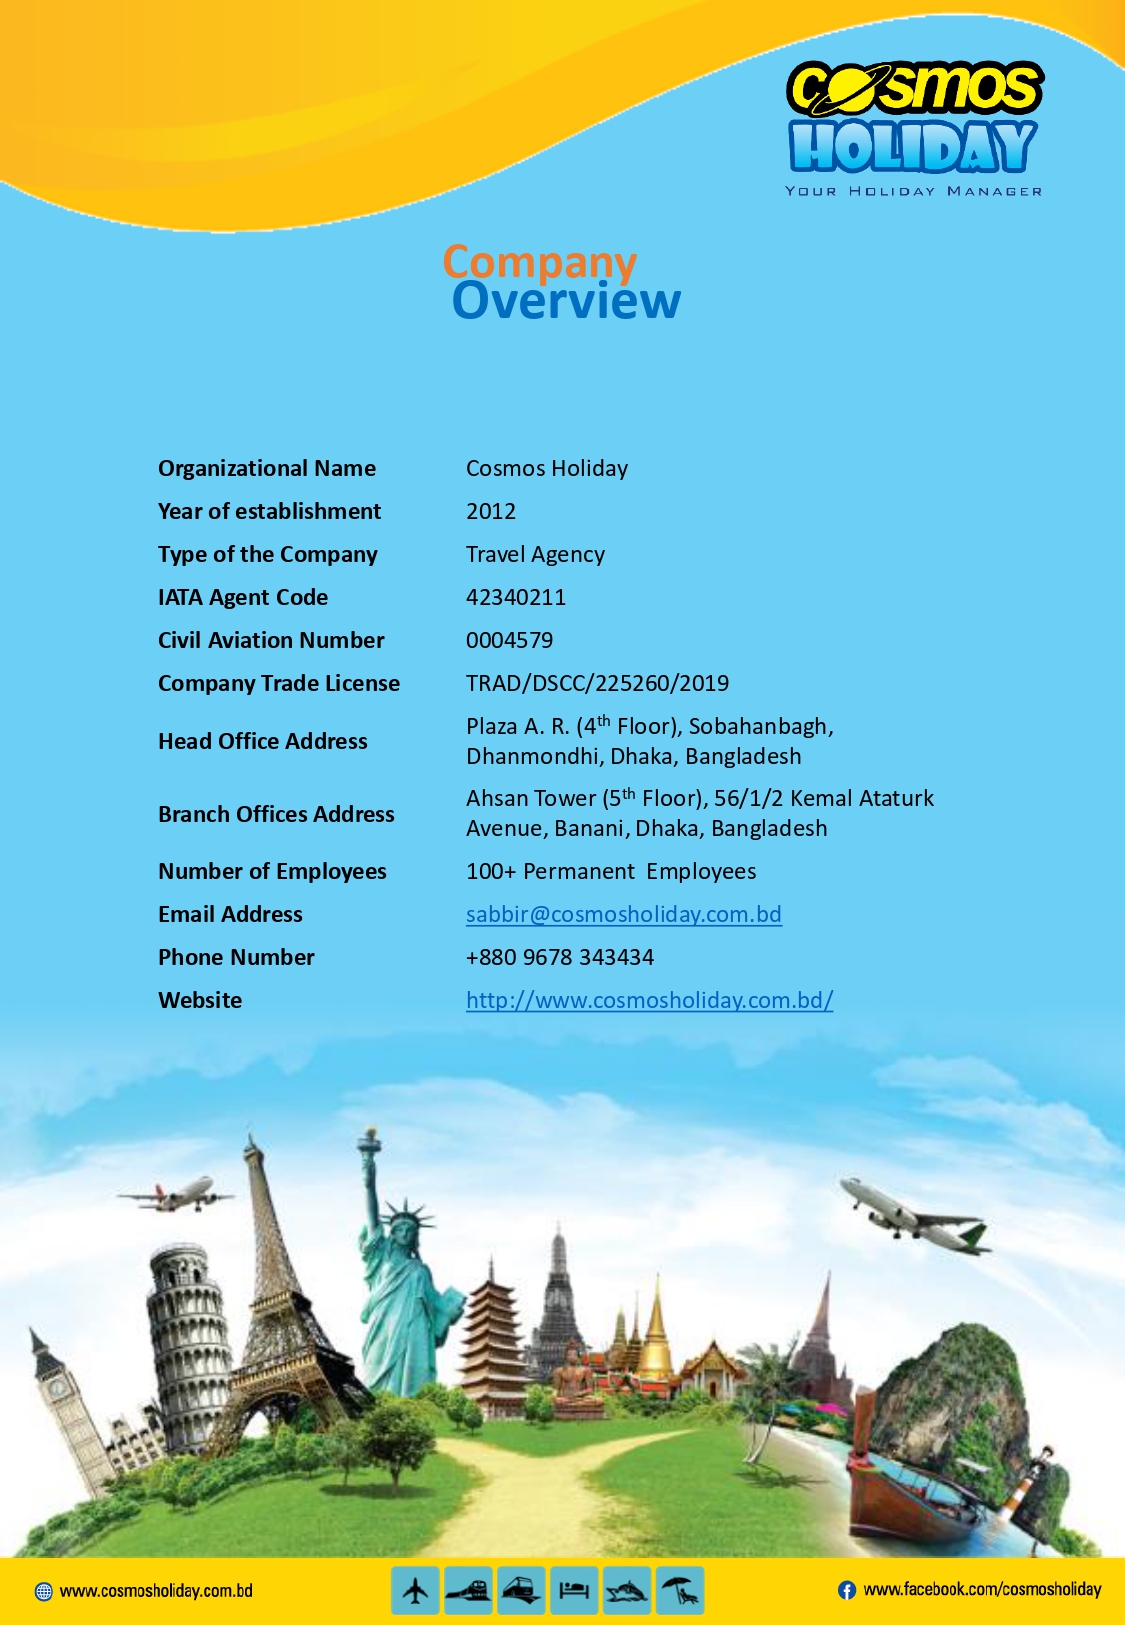 COSMOS
HOLIDAY
YOUR HOLIDAY MANAGER
Company
Overview
Organizational Name Cosmos Holiday
Year of establishment 2012
Type of the Company Travel Agency
IATA Agent Code 42340211
Civil Aviation Number 0004579
Company Trade License TRAD/DSCC/225260/2019
Head Office Address Plaza A. R. (4th Floor), Sobahanbagh,
Dhanmondhi, Dhaka, Bangladesh
Branch Offices Address Ahsan Tower (5th Floor), 56/1/2 Kemal Ataturk
Avenue, Banani, Dhaka, Bangladesh
Number of Employees 100+ Permanent Employees
Email Address sabbir@cosmosholiday.com.bd
Phone Number +880 9678 343434
Website http://www.cosmosholiday.com.bd/
www.cosmosholiday.com.bd www.facebook.com/cosmosholiday